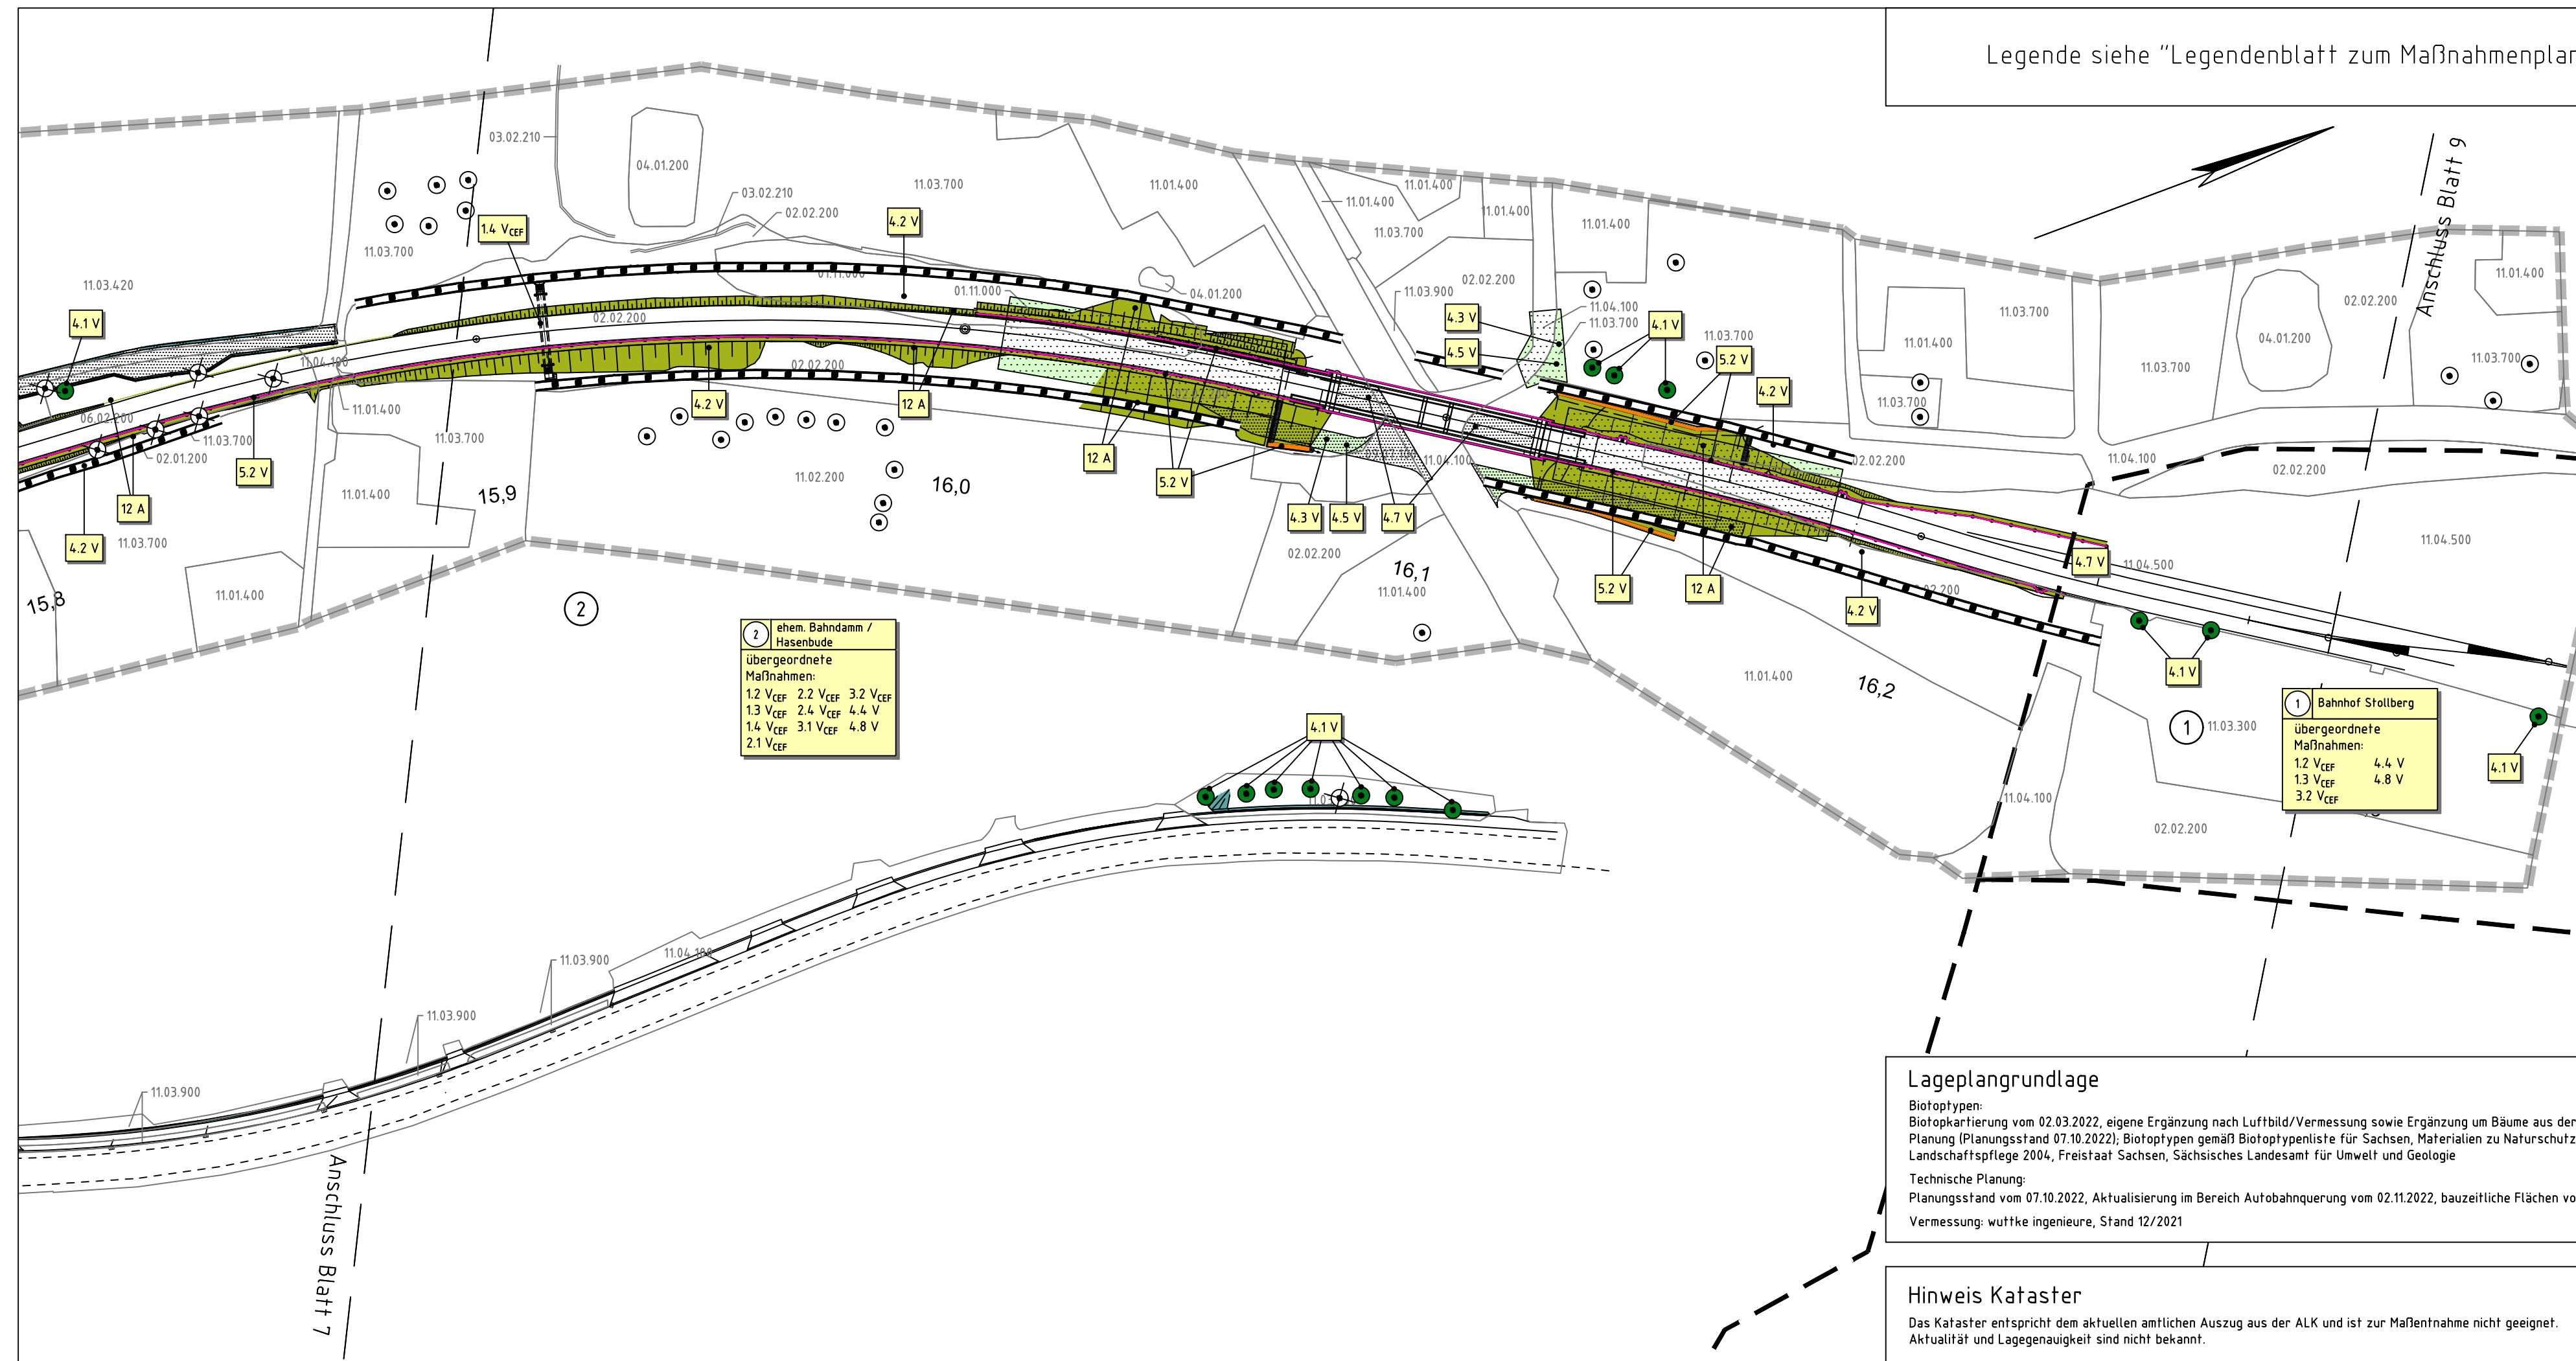 Legende siehe "Legendenblatt zum Maßnahmenplan
03.02.210
04.01.200
03.02.210
02.02.200
11.03.700
11.01.400
11.01.400
11.01.400
11.03.700
11.01.400
11.01.400
Anschluss Blatt 9
11.03.700
1.4 VCEF
4.2 V
11.03.420
01.11.000
01.11.000
04.01.200
02.02.200
11.03.900
11.04.100
11.03.700
11.03.700
11.03.700
02.02.200
11.01.400
4.1 V
4.3 V
4.1 V
4.5 V
5.2 V
4.2 V
02.02.200
11.04.100
02.02.200
11.01.400
11.03.700
11.03.700
04.01.200
11.03.700
06.02.200
11.03.700
02.01.200
11.01.400
11.03.700
4.2 V
12 A
12 A
5.2 V
5.2 V
11.02.200
11.04.100
02.02.200
11.04.100
02.02.200
12 A
4.2 V
11.03.700
11.01.400
15,9
16,0
4.3 V
4.5 V
4.7 V
02.02.200
16,1
11.01.400
5.2 V
12 A
4.2 V
4.7 V
11.04.500
11.04.500
11.01.400
15,8
2
2
ehem. Bahndamm /
Hasenbude
übergeordnete
Maßnahmen:
1.2 VCEF 2.2 VCEF 3.2 VCEF
1.3 VCEF 2.4 VCEF 4.4 V
1.4 VCEF 3.1 VCEF 4.8 V
2.1 VCEF
11.01.400
16,2
4.1 V
1
11.03.300
1
Bahnhof Stollberg
übergeordnete
Maßnahmen:
1.2 VCEF 4.4 V
1.3 VCEF 4.8 V
3.2 VCEF
4.1 V
4.1 V
11.04.100
02.02.200
11.04.100
11.03.900
11.03.900
11.03.900
Anschluss Blatt 7
Lageplangrundlage
Biotoptypen:
Biotopkartierung vom 02.03.2022, eigene Ergänzung nach Luftbild/Vermessung sowie Ergänzung um Bäume aus der
Planung (Planungsstand 07.10.2022); Biotoptypen gemäß Biotoptypenliste für Sachsen, Materialien zu Naturschutz
Landschaftspflege 2004, Freistaat Sachsen, Sächsisches Landesamt für Umwelt und Geologie
Technische Planung:
Planungsstand vom 07.10.2022, Aktualisierung im Bereich Autobahnquerung vom 02.11.2022, bauzeitliche Flächen vo
Vermessung: wuttke ingenieure, Stand 12/2021
Hinweis Kataster
Das Kataster entspricht dem aktuellen amtlichen Auszug aus der ALK und ist zur Maßentnahme nicht geeignet.
Aktualität und Lagegenauigkeit sind nicht bekannt.